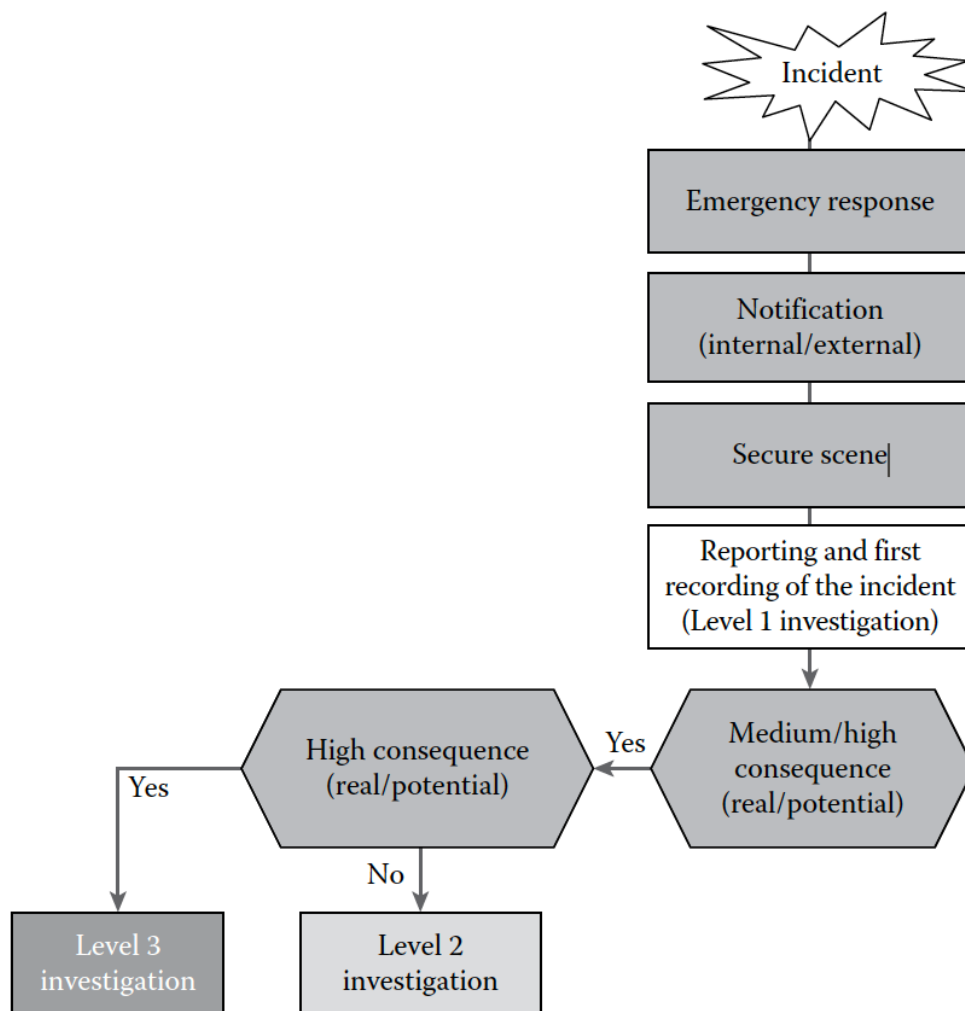 Incident
Emergency response
Notification
(internal/external)
Secure scene
Reporting and first
recording of the incident
(Level 1 investigation)
Medium/high
consequence
(real/potential)
Yes
High consequence
(real/potential)
Yes
No
Level 3
investigation
Level 2
investigation